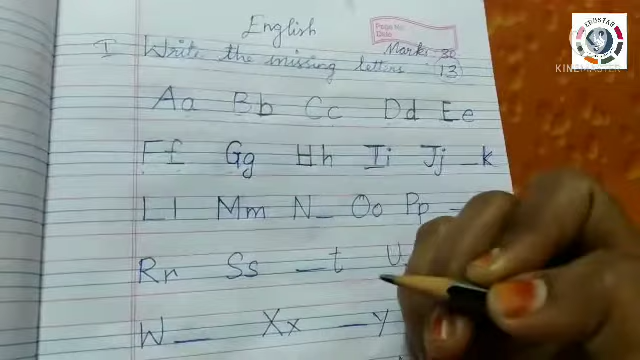 English
Page No.
Date
I Write the missing letters
Marks 30
13
Aa Bb Cc Dd Ee
Ff Gg Hh Ii Jj _k
Ll Mm N_ Oo Pp _
Rr Ss _t U
W_ Xx _y
EDUSTAR
KINEMASTER